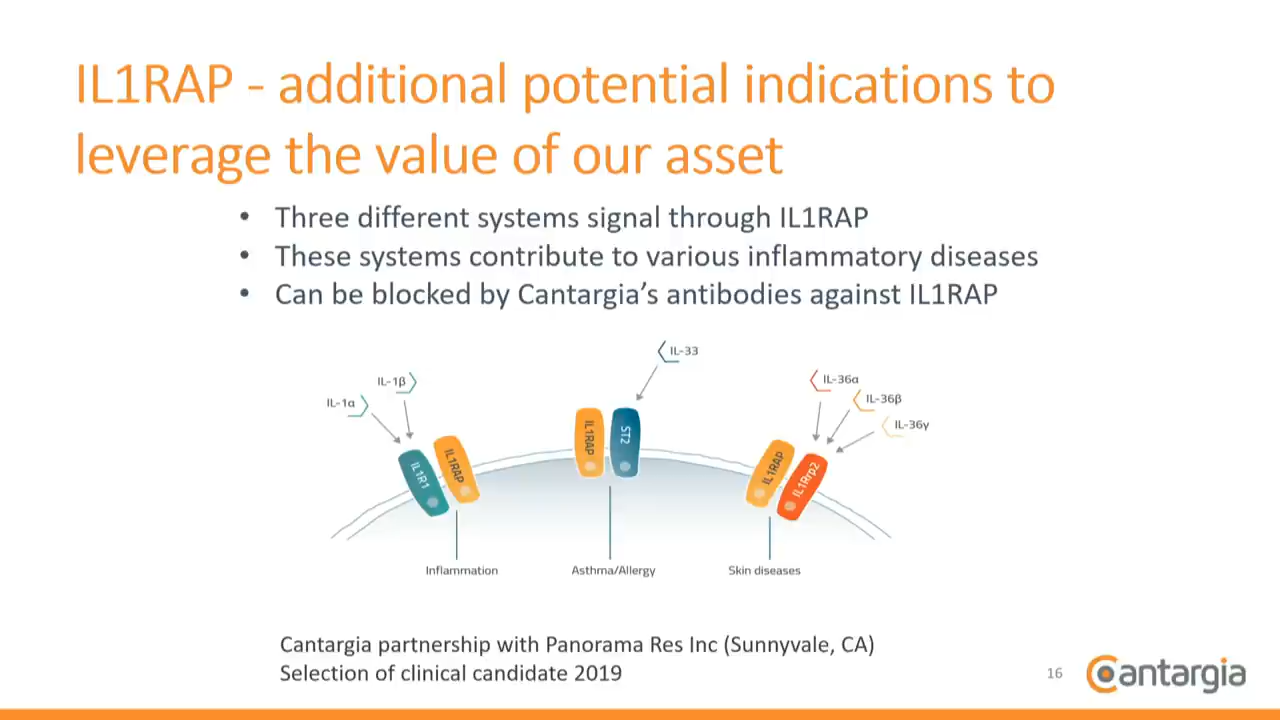 IL1RAP - additional potential indications to
leverage the value of our asset
• Three different systems signal through IL1RAP
• These systems contribute to various inflammatory diseases
• Can be blocked by Cantargia’s antibodies against IL1RAP
IL-33
IL-1β
IL-1α
IL-36α
IL-36β
IL-36γ
IL1R1
IL1RAP
IL1RAP
ST2
IL1RAP
IL1Rrp2
Inflammation
Asthma/Allergy
Skin diseases
Cantargia partnership with Panorama Res Inc (Sunnyvale, CA)
Selection of clinical candidate 2019
16
Cantargia